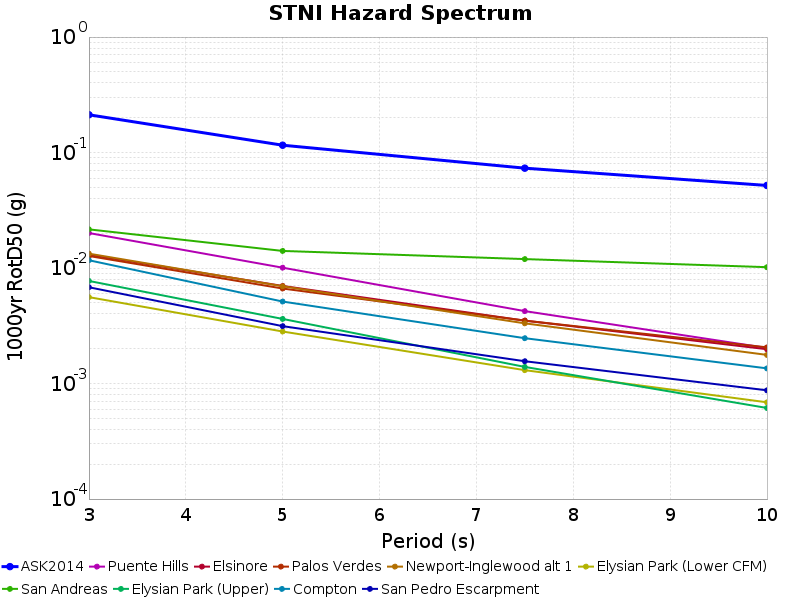 STNI Hazard Spectrum
10^0
10^-1
10^-2
10^-3
10^-4
1000yr RotD50 (g)
3 4 5 6 7 8 9 10
Period (s)
ASK2014 Puente Hills Elsinore Palos Verdes Newport-Inglewood alt 1 Elysian Park (Lower CFM)
San Andreas Elysian Park (Upper) Compton San Pedro Escarpment